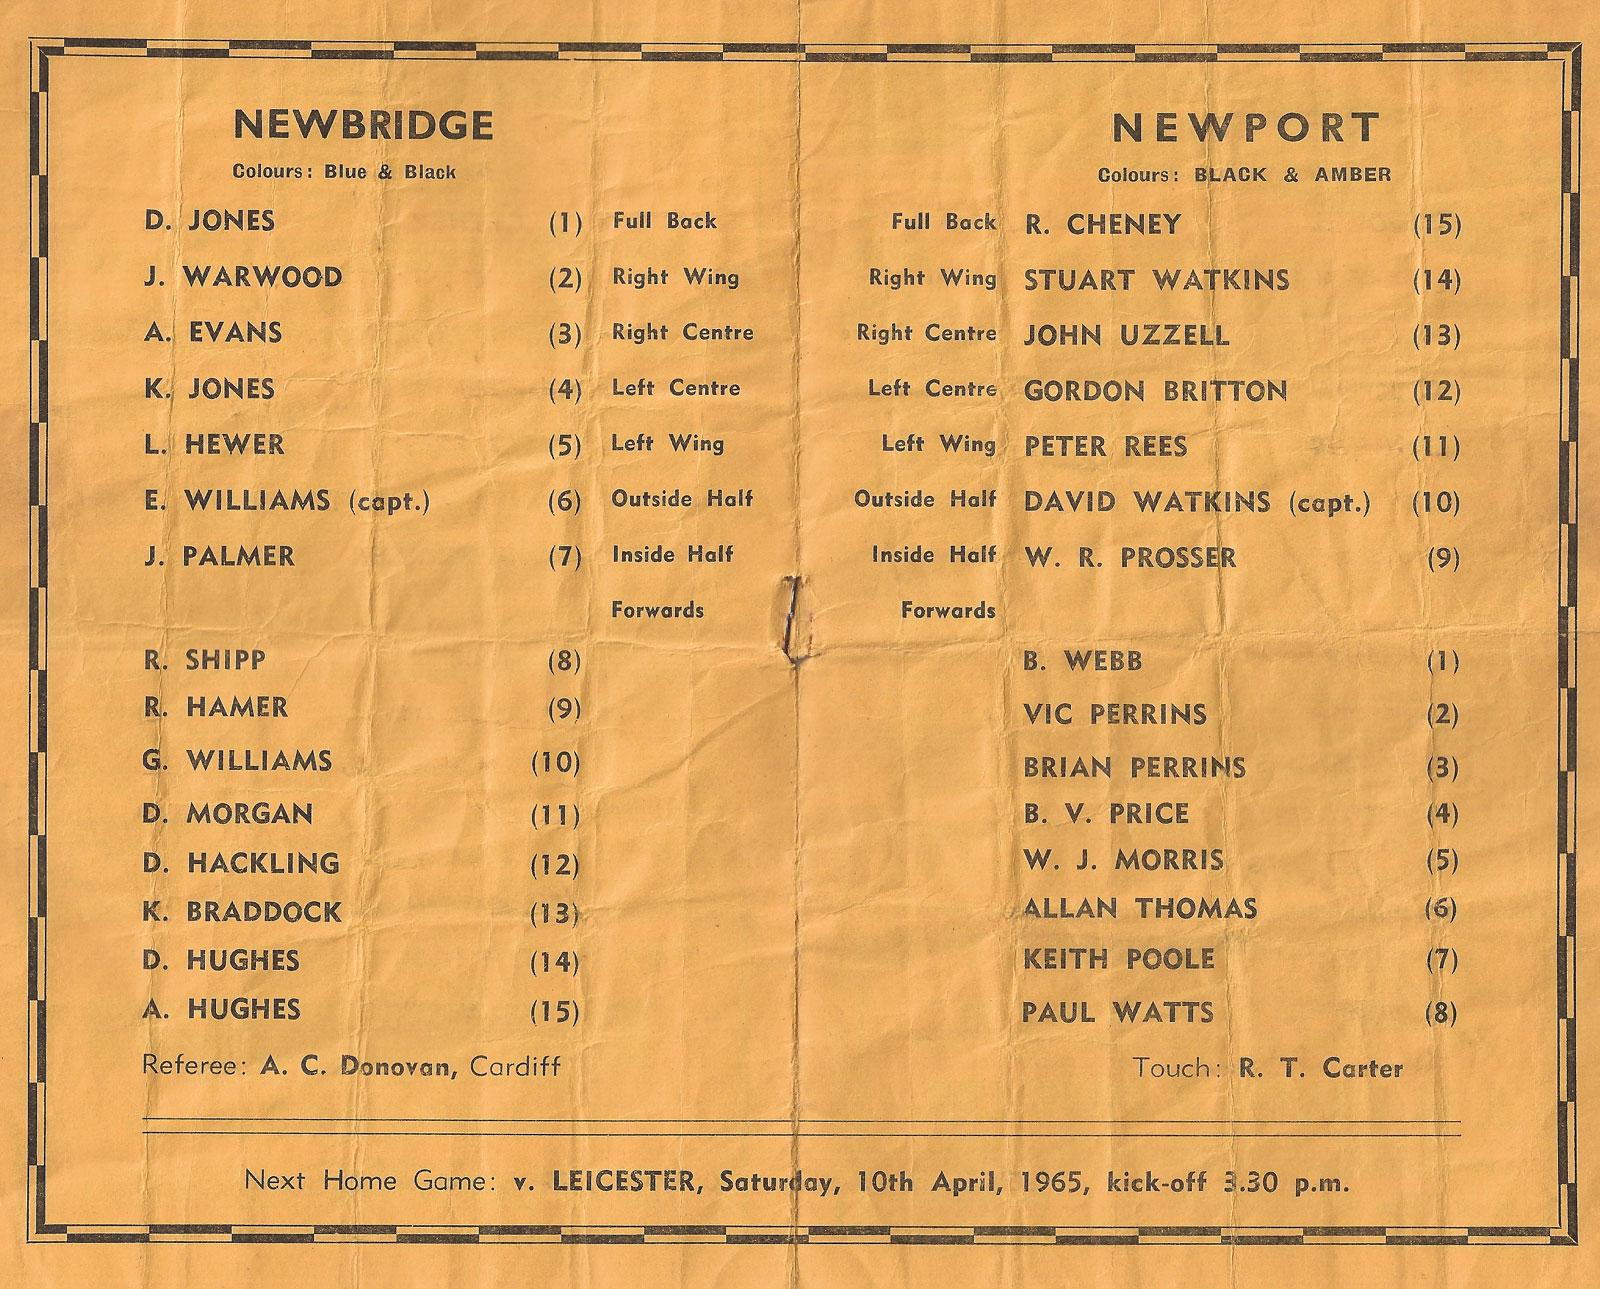 NEWBRIDGE
Colours: Blue & Black
D. JONES (1) Full Back
J. WARWOOD (2) Right Wing
A. EVANS (3) Right Centre
K. JONES (4) Left Centre
L. HEWER (5) Left Wing
E. WILLIAMS (capt.) (6) Outside Half
J. PALMER (7) Inside Half
Forwards
R. SHIPP (8)
R. HAMER (9)
G. WILLIAMS (10)
D. MORGAN (11)
D. HACKLING (12)
K. BRADDOCK (13)
D. HUGHES (14)
A. HUGHES (15)
Referee: A. C. Donovan, Cardiff
NEWPORT
Colours: BLACK & AMBER
Full Back R. CHENEY (15)
Right Wing STUART WATKINS (14)
Right Centre JOHN UZZELL (13)
Left Centre GORDON BRITTON (12)
Left Wing PETER REES (11)
Outside Half DAVID WATKINS (capt.) (10)
Inside Half W. R. PROSSER (9)
Forwards
B. WEBB (1)
VIC PERRINS (2)
BRIAN PERRINS (3)
B. V. PRICE (4)
W. J. MORRIS (5)
ALLAN THOMAS (6)
KEITH POOLE (7)
PAUL WATTS (8)
Touch: R. T. Carter
Next Home Game: v. LEICESTER, Saturday, 10th April, 1965, kick-off 3.30 p.m.